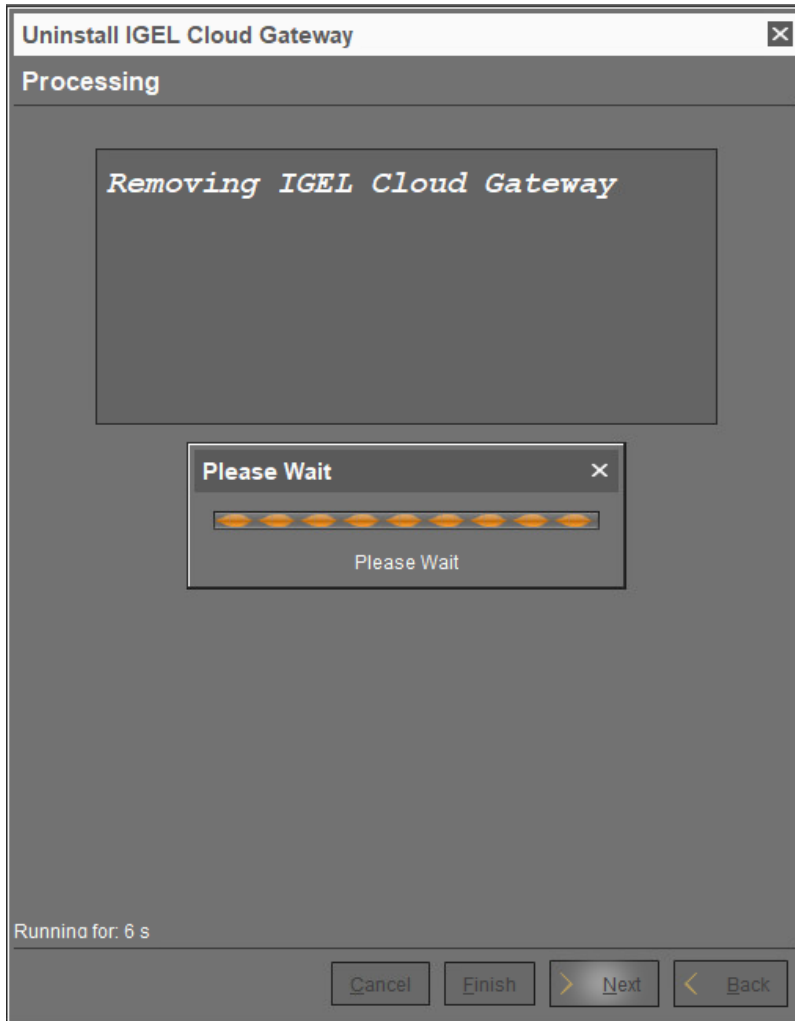 Uninstall IGEL Cloud Gateway
Processing
Removing IGEL Cloud Gateway
Please Wait
Please Wait
Running for: 6 s
Cancel Finish Next Back